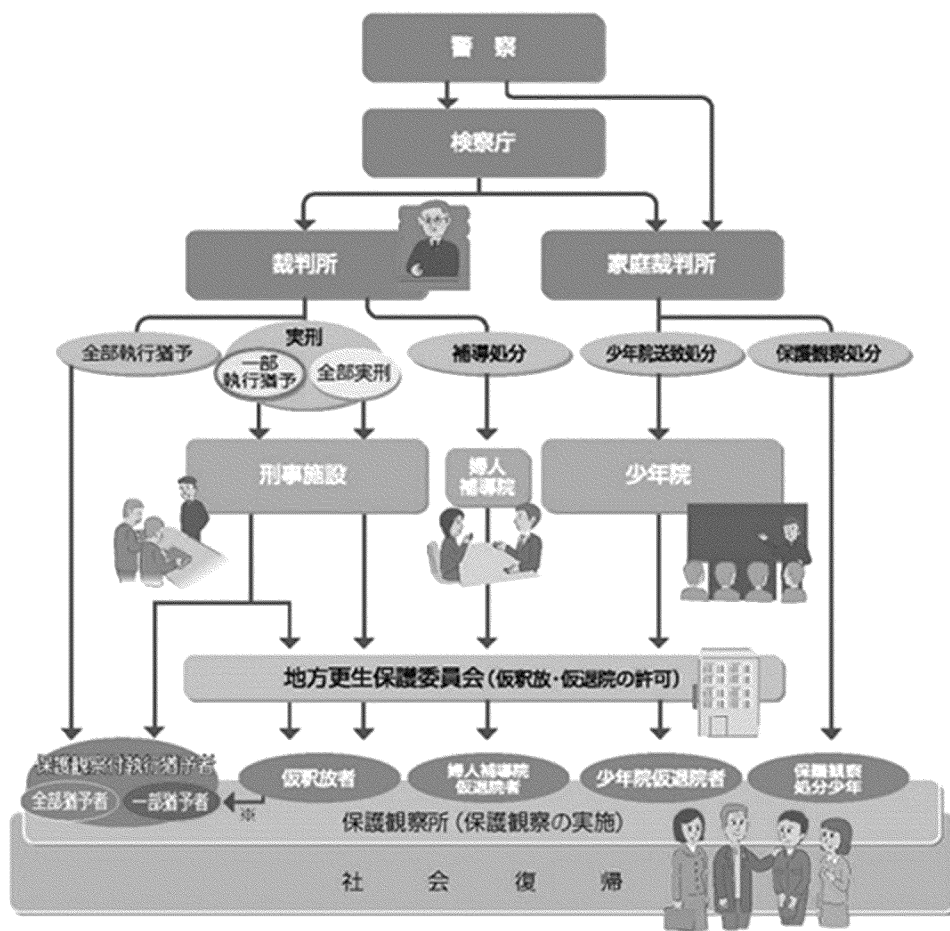 警 察
検察庁
裁判所
家庭裁判所
全部執行猶予
実刑
一部
執行猶予
全部実刑
補導処分
少年院送致処分
保護観察処分
刑事施設
婦人
補導院
少年院
地方更生保護委員会(仮釈放・仮退院の許可)
保護観察付執行猶予者
全部猶予者
一部猶予者
※
仮釈放者
婦人補導院
仮退院者
少年院仮退院者
保護観察
処分少年
保護観察所(保護観察の実施)
社 会 復 帰